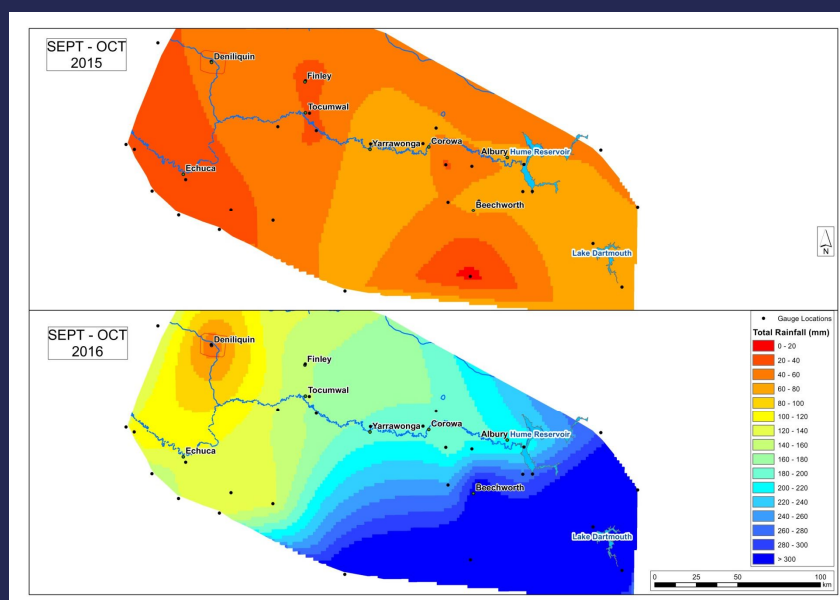 SEPT - OCT
2015
Deniliquin
Finley
Tocumwal
Yarrawonga
Corowa
Albury
Hume Reservoir
Echuca
Beechworth
Lake Dartmouth
N
SEPT - OCT
2016
Deniliquin
Finley
Tocumwal
Yarrawonga
Corowa
Albury
Hume Reservoir
Echuca
Beechworth
Lake Dartmouth
Gauge Locations
Total Rainfall (mm)
0 - 20
20 - 40
40 - 60
60 - 80
80 - 100
100 - 120
120 - 140
140 - 160
160 - 180
180 - 200
200 - 220
220 - 240
240 - 260
260 - 280
280 - 300
> 300
0 25 50 100
km